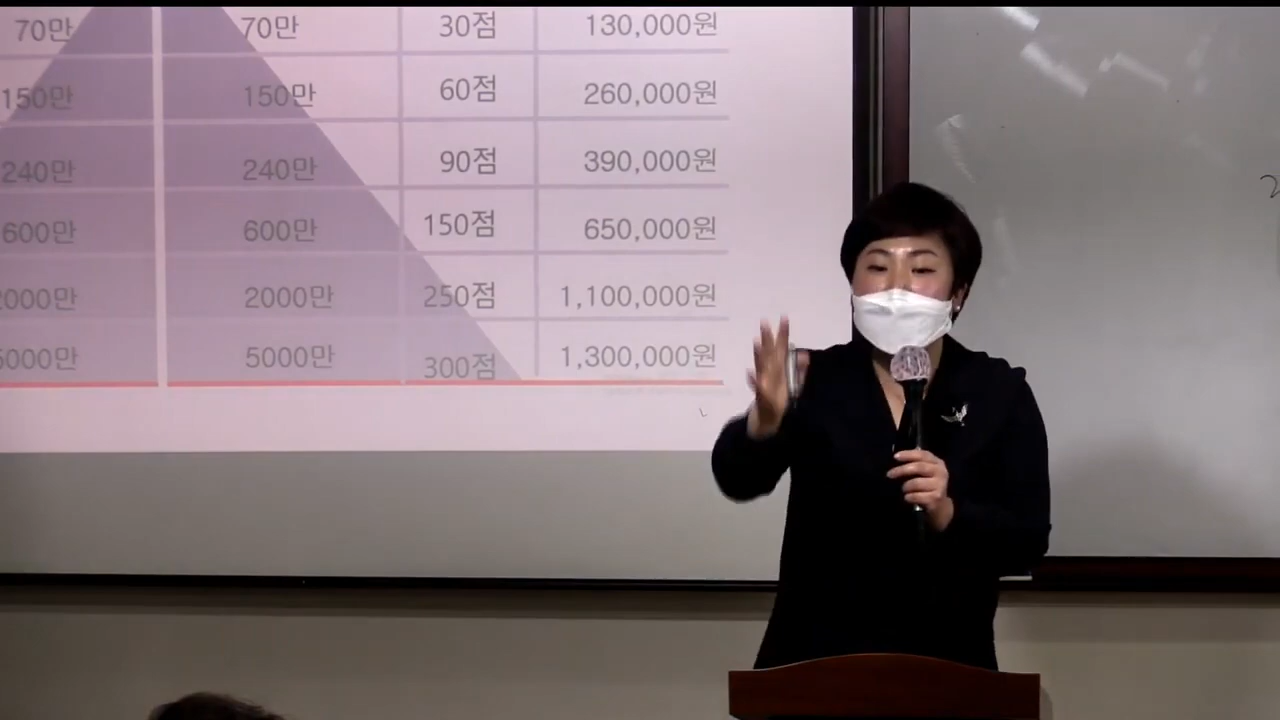 70만 70만 30점 130,000원
150만 150만 60점 260,000원
240만 240만 90점 390,000원
600만 600만 150점 650,000원
2000만 2000만 250점 1,100,000원
5000만 5000만 300점 1,300,000원